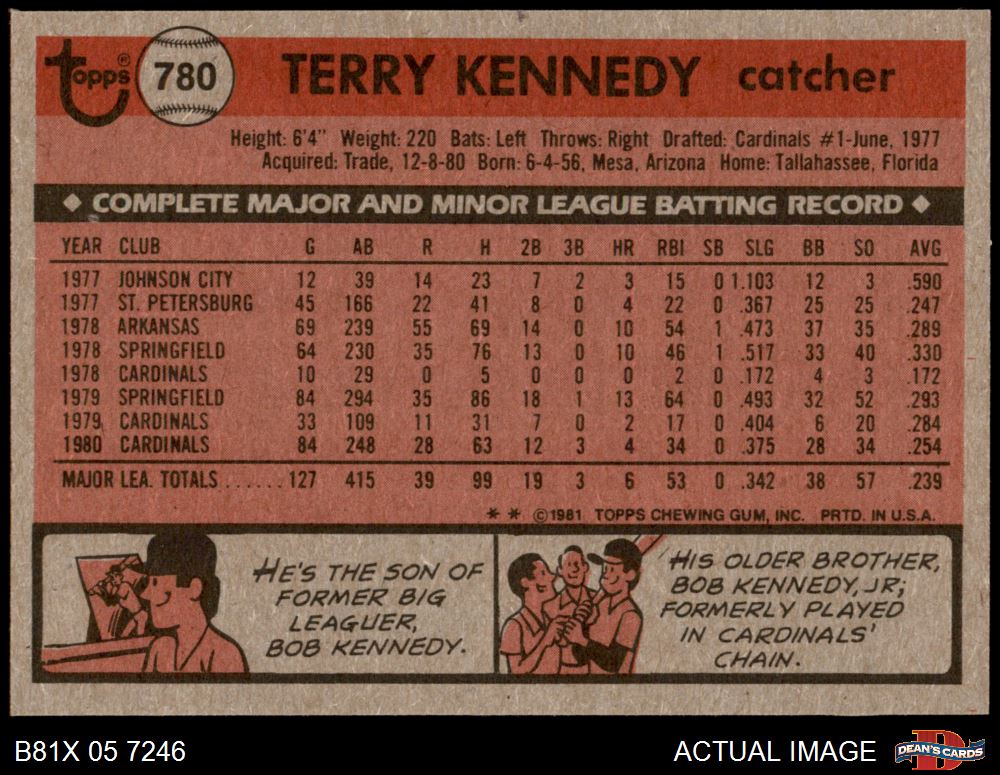 topps® 780 TERRY KENNEDY catcher
Height: 6'4" Weight: 220 Bats: Left Throws: Right Drafted: Cardinals #1-June, 1977
Acquired: Trade, 12-8-80 Born: 6-4-56, Mesa, Arizona Home: Tallahassee, Florida
◆ COMPLETE MAJOR AND MINOR LEAGUE BATTING RECORD ◆
YEAR CLUB G AB R H 2B 3B HR RBI SB SLG BB SO AVG
1977 JOHNSON CITY 12 39 14 23 7 2 3 15 0 1.103 12 3 .590
1977 ST. PETERSBURG 45 166 22 41 8 0 4 22 0 .367 25 25 .247
1978 ARKANSAS 69 239 55 69 14 0 10 54 1 .473 37 35 .289
1978 SPRINGFIELD 64 230 35 76 13 0 10 46 1 .517 33 40 .330
1978 CARDINALS 10 29 0 5 0 0 0 2 0 .172 4 3 .172
1979 SPRINGFIELD 84 294 35 86 18 1 13 64 0 .493 32 52 .293
1979 CARDINALS 33 109 11 31 7 0 2 17 0 .404 6 20 .284
1980 CARDINALS 84 248 28 63 12 3 4 34 0 .375 28 34 .254
MAJOR LEA. TOTALS ...... 127 415 39 99 19 3 6 53 0 .342 38 57 .239
* * ©1981 TOPPS CHEWING GUM, INC. PRTD. IN U.S.A.
HE'S THE SON OF
FORMER BIG
LEAGUER,
BOB KENNEDY.
HIS OLDER BROTHER,
BOB KENNEDY, JR;
FORMERLY PLAYED
IN CARDINALS'
CHAIN.
B81X 05 7246 ACTUAL IMAGE DEAN'S CARDS